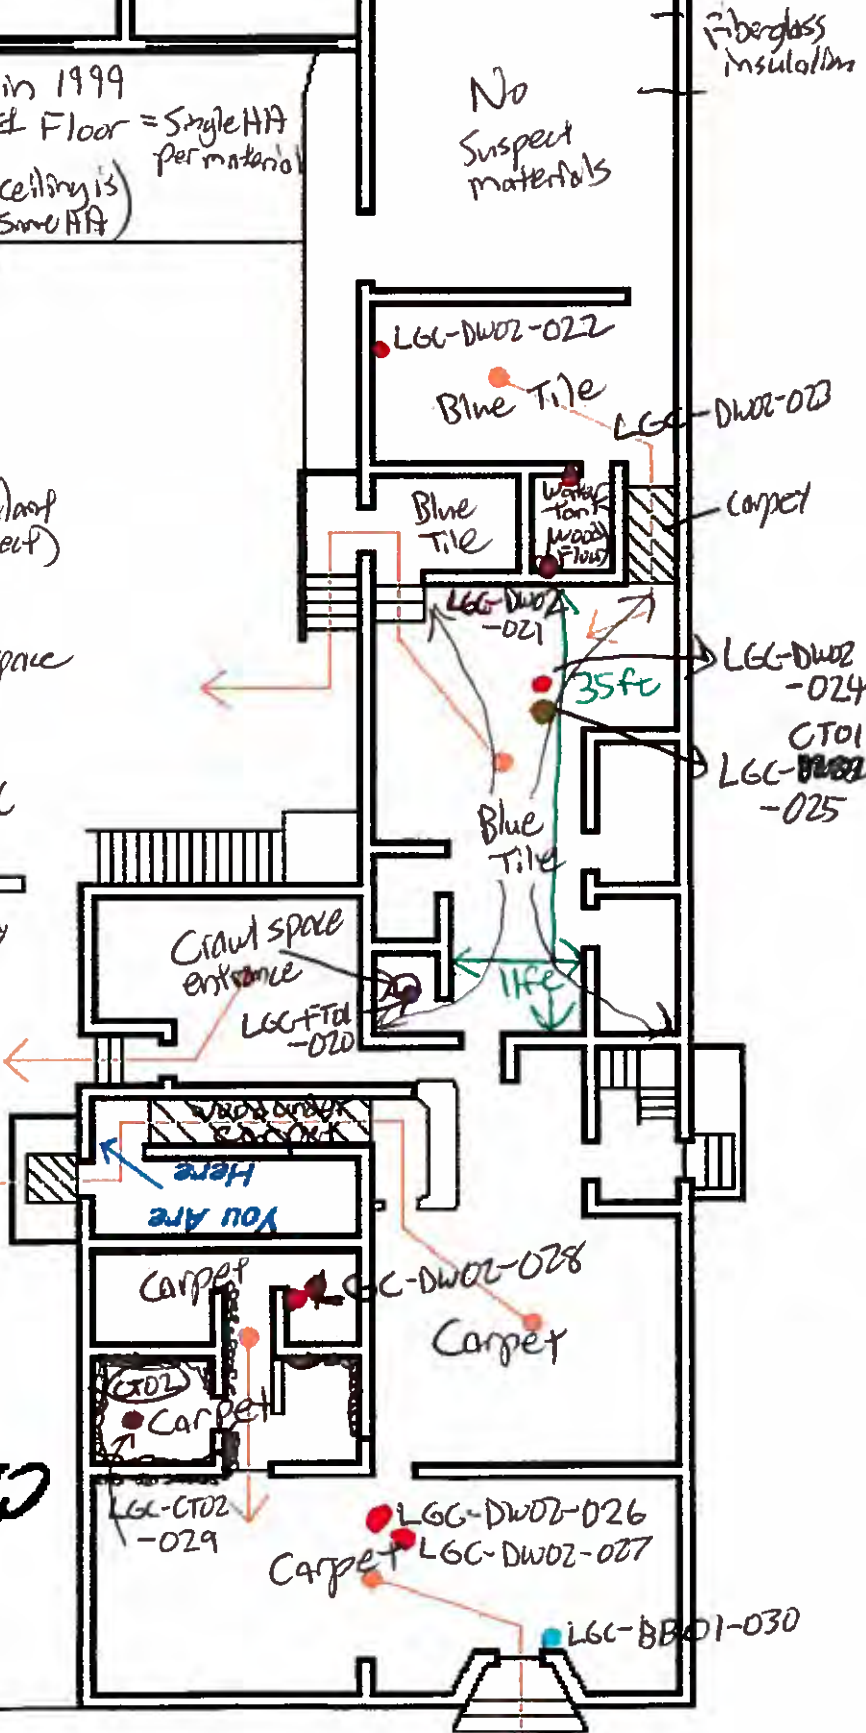 Fiberglass
insulation
in 1999
Floor = Single HA
per material
ceiling is
Same HA)
No
Suspect
materials
LGC-DW02-022
Blue Tile
LGC-DW02-023
Carpet
Blue
Tile
Water
Tank
Wood
Floor
LGC-DW02
-021
LGC-DW02
-024
35ft
CT01
LGC-
-025
Blue
Tile
Crawl space
entrance
11ft
LGC-FT01
-020
Wood under
Carpet
You Are
Here
Carpet
LGC-DW02-028
Carpet
CT02
Carpet
LGC-CT02
-029
LGC-DW02-026
LGC-DW02-027
Carpet
LGC-BB01-030